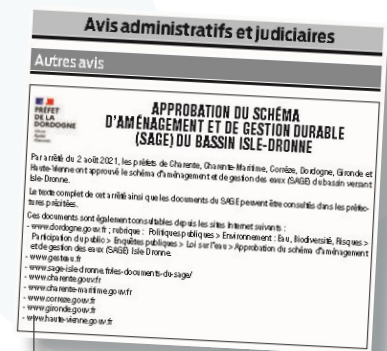 Avis administratifs et judiciaires
Autres avis
PRÉFET
DE LA
DORDOGNE
APPROBATION DU SCHÉMA
D'AMÉNAGEMENT ET DE GESTION DURABLE
(SAGE) DU BASSIN ISLE-DRONNE
Par arrêté du 2 août 2021, les préfets de Charente, Charente-Maritime, Corrèze, Dordogne, Gironde et
Haute-Vienne ont approuvé le schéma d'aménagement et de gestion des eaux (SAGE) du bassin versant
Isle-Dronne.
Le texte complet de cet arrêté ainsi que les documents du SAGE peuvent être consultés dans les préfec-
tures précitées.
Ces documents sont également consultables depuis les sites Internet suivants :
- www.dordogne.gouv.fr ; rubrique : Politiques publiques > Environnement : Eau, Biodiversité, Risques >
Participation du public > Enquêtes publiques > Loi sur l'eau > Approbation du schéma d'aménagement
et de gestion des eaux (SAGE) Isle-Dronne.
- www.gesteau.fr
- www.sage-isle-dronne.fr/les-documents-du-sage/
- www.charente.gouv.fr
- www.charente-maritime.gouv.fr
- www.correze.gouv.fr
- www.gironde.gouv.fr
- www.haute-vienne.gouv.fr